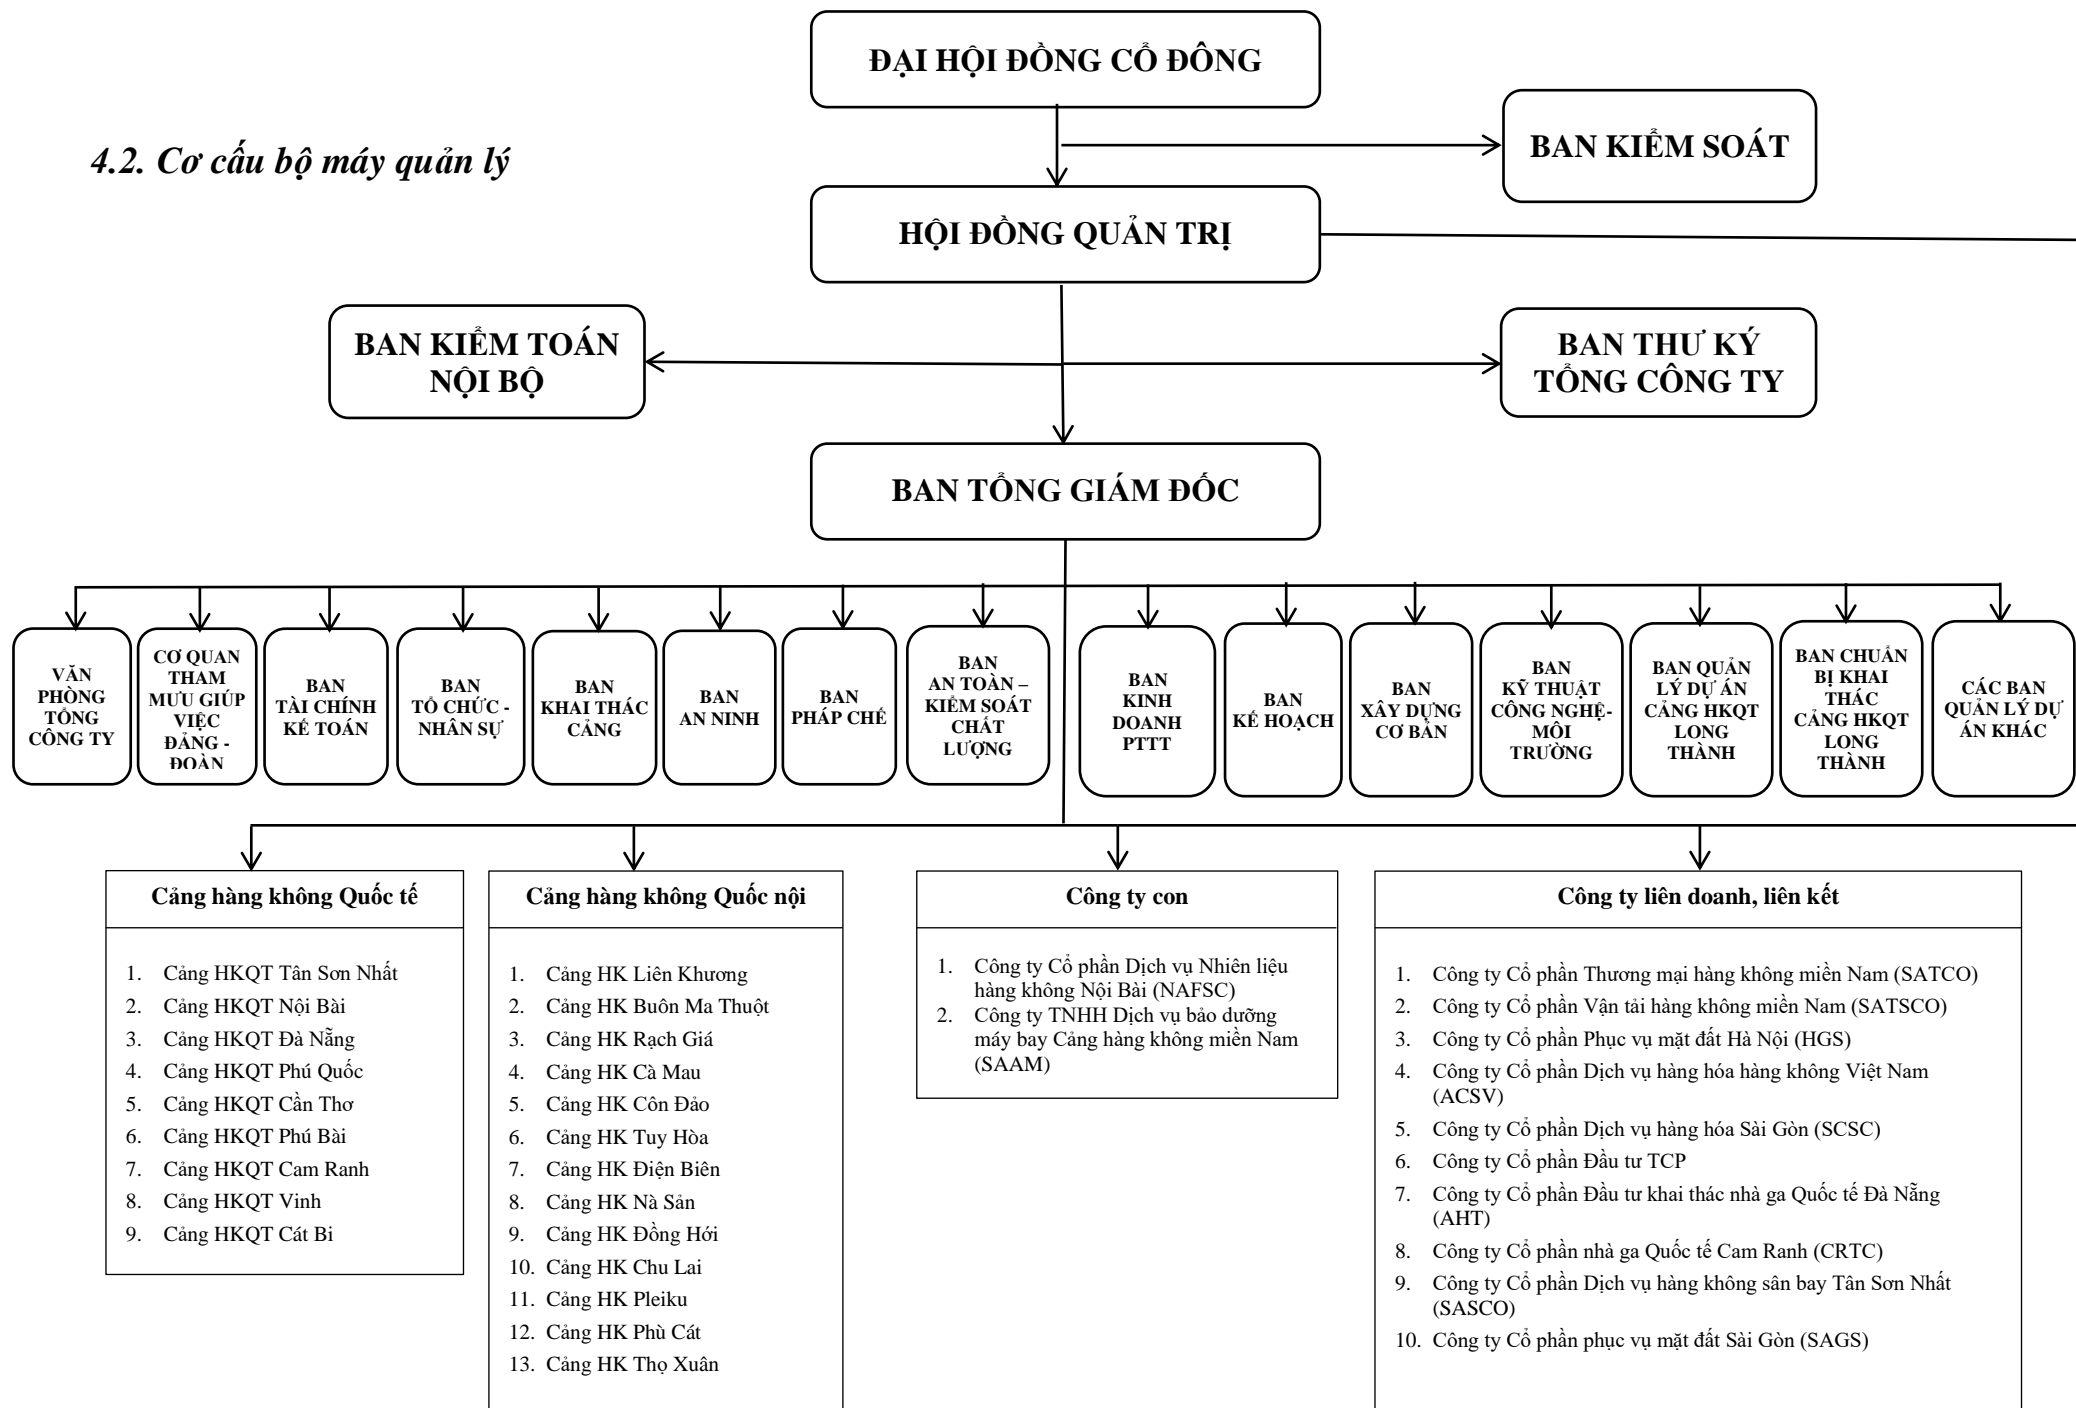 ĐẠI HỘI ĐỒNG CỔ ĐÔNG
BAN KIỂM SOÁT
4.2. Cơ cấu bộ máy quản lý
HỘI ĐỒNG QUẢN TRỊ
BAN KIỂM TOÁN
NỘI BỘ
BAN THƯ KÝ
TỔNG CÔNG TY
BAN TỔNG GIÁM ĐỐC
VĂN
PHÒNG
TỔNG
CÔNG TY
CƠ QUAN
THAM
MƯU GIÚP
VIỆC
ĐẢNG -
ĐOÀN
BAN
TÀI CHÍNH
KẾ TOÁN
BAN
TỔ CHỨC -
NHÂN SỰ
BAN
KHAI THÁC
CẢNG
BAN
AN NINH
BAN
PHÁP CHẾ
BAN
AN TOÀN –
KIỂM SOÁT
CHẤT
LƯỢNG
BAN
KINH
DOANH
PTTT
BAN
KẾ HOẠCH
BAN
XÂY DỰNG
CƠ BẢN
BAN
KỸ THUẬT
CÔNG NGHỆ-
MÔI
TRƯỜNG
BAN QUẢN
LÝ DỰ ÁN
CẢNG HKQT
LONG
THÀNH
BAN CHUẨN
BỊ KHAI
THÁC
CẢNG HKQT
LONG
THÀNH
CÁC BAN
QUẢN LÝ DỰ
ÁN KHÁC
Cảng hàng không Quốc tế
1. Cảng HKQT Tân Sơn Nhất
2. Cảng HKQT Nội Bài
3. Cảng HKQT Đà Nẵng
4. Cảng HKQT Phú Quốc
5. Cảng HKQT Cần Thơ
6. Cảng HKQT Phú Bài
7. Cảng HKQT Cam Ranh
8. Cảng HKQT Vinh
9. Cảng HKQT Cát Bi
Cảng hàng không Quốc nội
1. Cảng HK Liên Khương
2. Cảng HK Buôn Ma Thuột
3. Cảng HK Rạch Giá
4. Cảng HK Cà Mau
5. Cảng HK Côn Đảo
6. Cảng HK Tuy Hòa
7. Cảng HK Điện Biên
8. Cảng HK Nà Sản
9. Cảng HK Đồng Hới
10. Cảng HK Chu Lai
11. Cảng HK Pleiku
12. Cảng HK Phù Cát
13. Cảng HK Thọ Xuân
Công ty con
1. Công ty Cổ phần Dịch vụ Nhiên liệu
hàng không Nội Bài (NAFSC)
2. Công ty TNHH Dịch vụ bảo dưỡng
máy bay Cảng hàng không miền Nam
(SAAM)
Công ty liên doanh, liên kết
1. Công ty Cổ phần Thương mại hàng không miền Nam (SATCO)
2. Công ty Cổ phần Vận tải hàng không miền Nam (SATSCO)
3. Công ty Cổ phần Phục vụ mặt đất Hà Nội (HGS)
4. Công ty Cổ phần Dịch vụ hàng hóa hàng không Việt Nam
(ACSV)
5. Công ty Cổ phần Dịch vụ hàng hóa Sài Gòn (SCSC)
6. Công ty Cổ phần Đầu tư TCP
7. Công ty Cổ phần Đầu tư khai thác nhà ga Quốc tế Đà Nẵng
(AHT)
8. Công ty Cổ phần nhà ga Quốc tế Cam Ranh (CRTC)
9. Công ty Cổ phần Dịch vụ hàng không sân bay Tân Sơn Nhất
(SASCO)
10. Công ty Cổ phần phục vụ mặt đất Sài Gòn (SAGS)